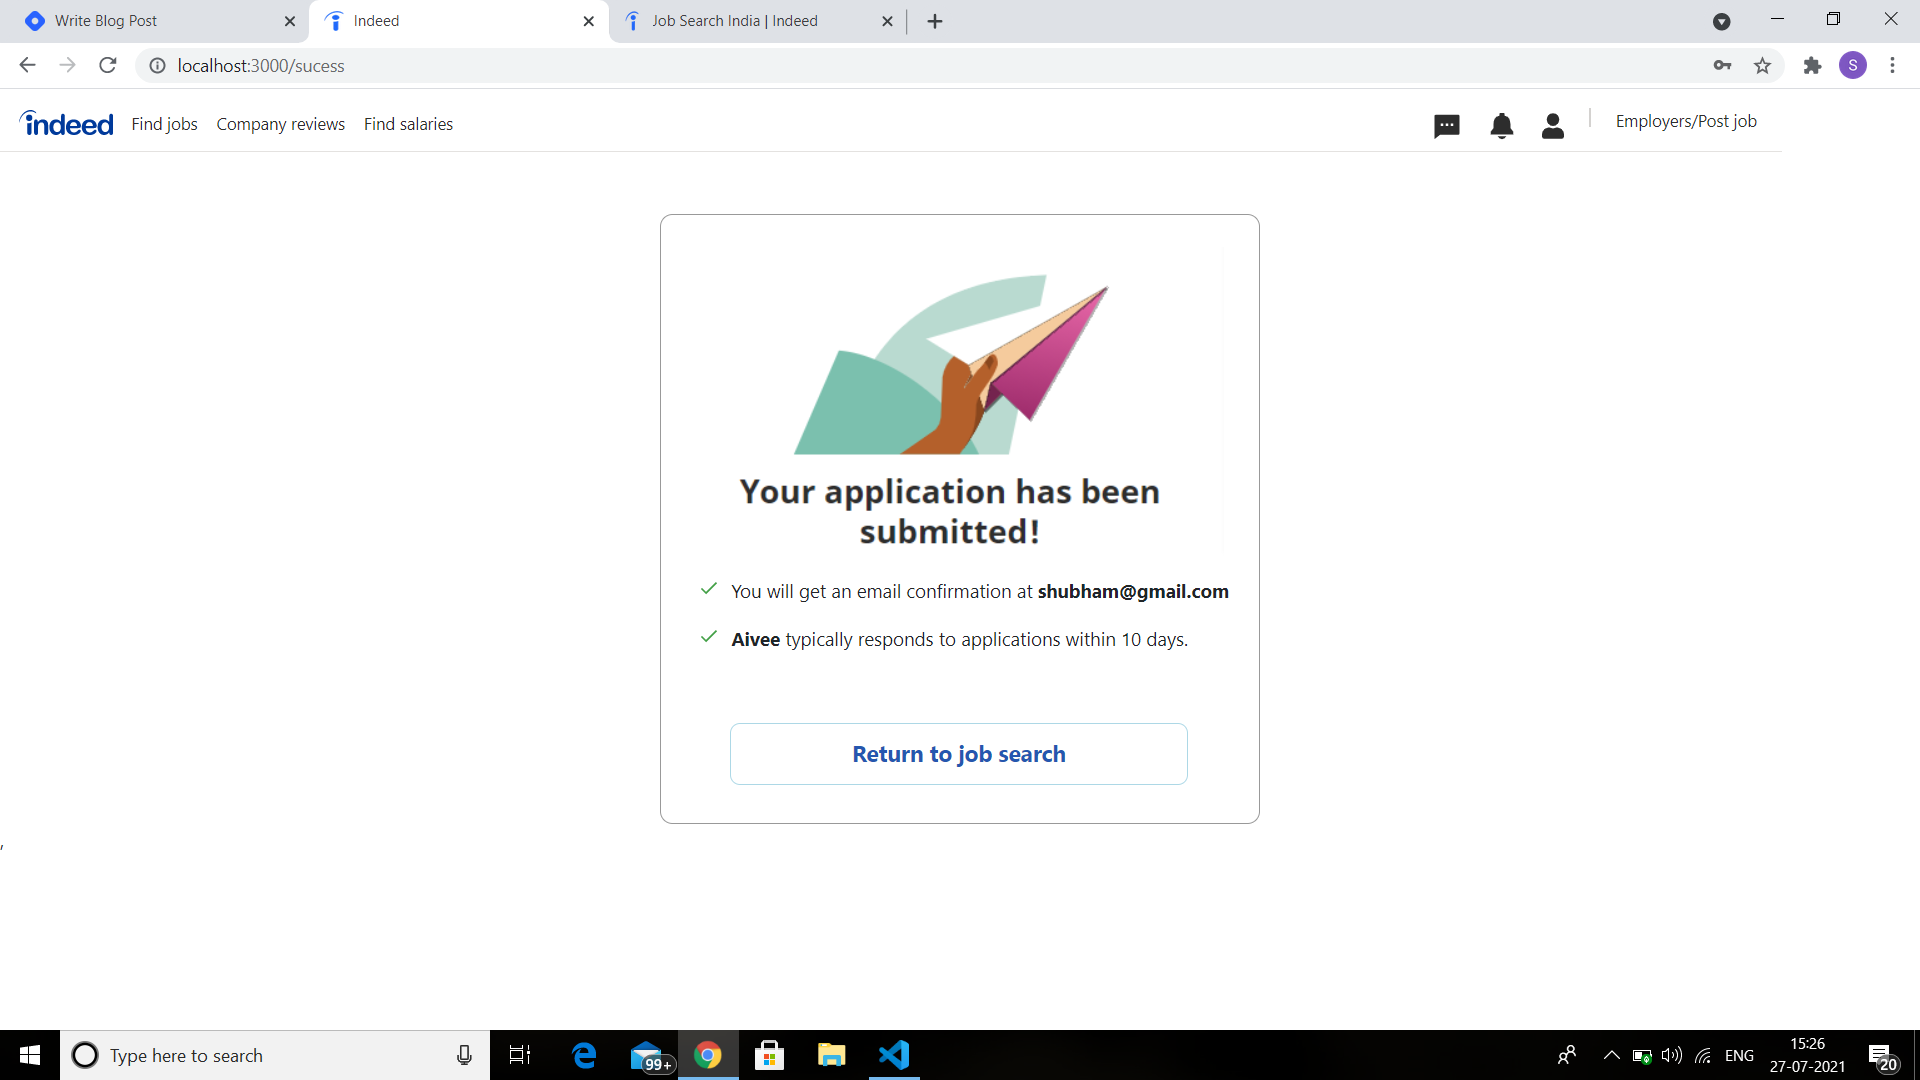 Write Blog Post
Indeed
Job Search India | Indeed
localhost:3000/sucess
S
indeed
Find jobs
Company reviews
Find salaries
Employers/Post job
Your application has been
submitted!
You will get an email confirmation at shubham@gmail.com
Aivee typically responds to applications within 10 days.
Return to job search
,
Type here to search
99+
ENG
15:26
27-07-2021
20